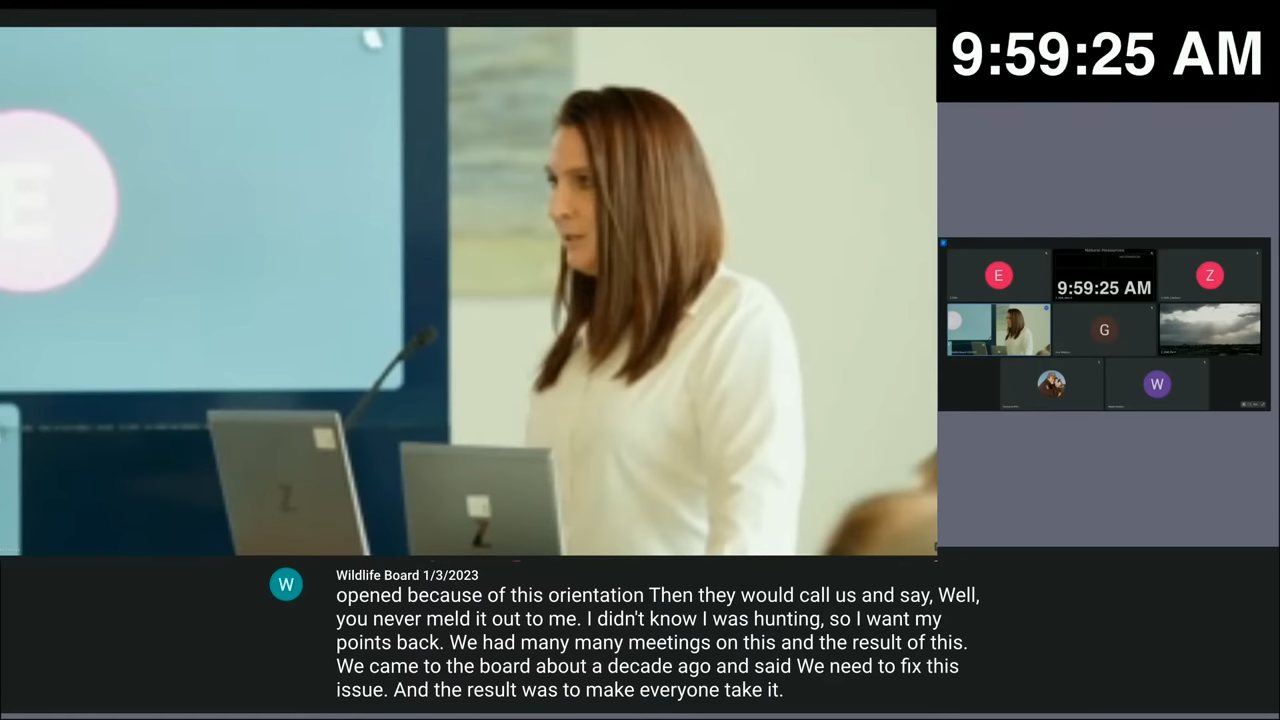 9:59:25 AM
E
E
9:59:25 AM
Z
G
W
Z
Z
W
Wildlife Board 1/3/2023
opened because of this orientation Then they would call us and say, Well,
you never meld it out to me. I didn't know I was hunting, so I want my
points back. We had many many meetings on this and the result of this.
We came to the board about a decade ago and said We need to fix this
issue. And the result was to make everyone take it.